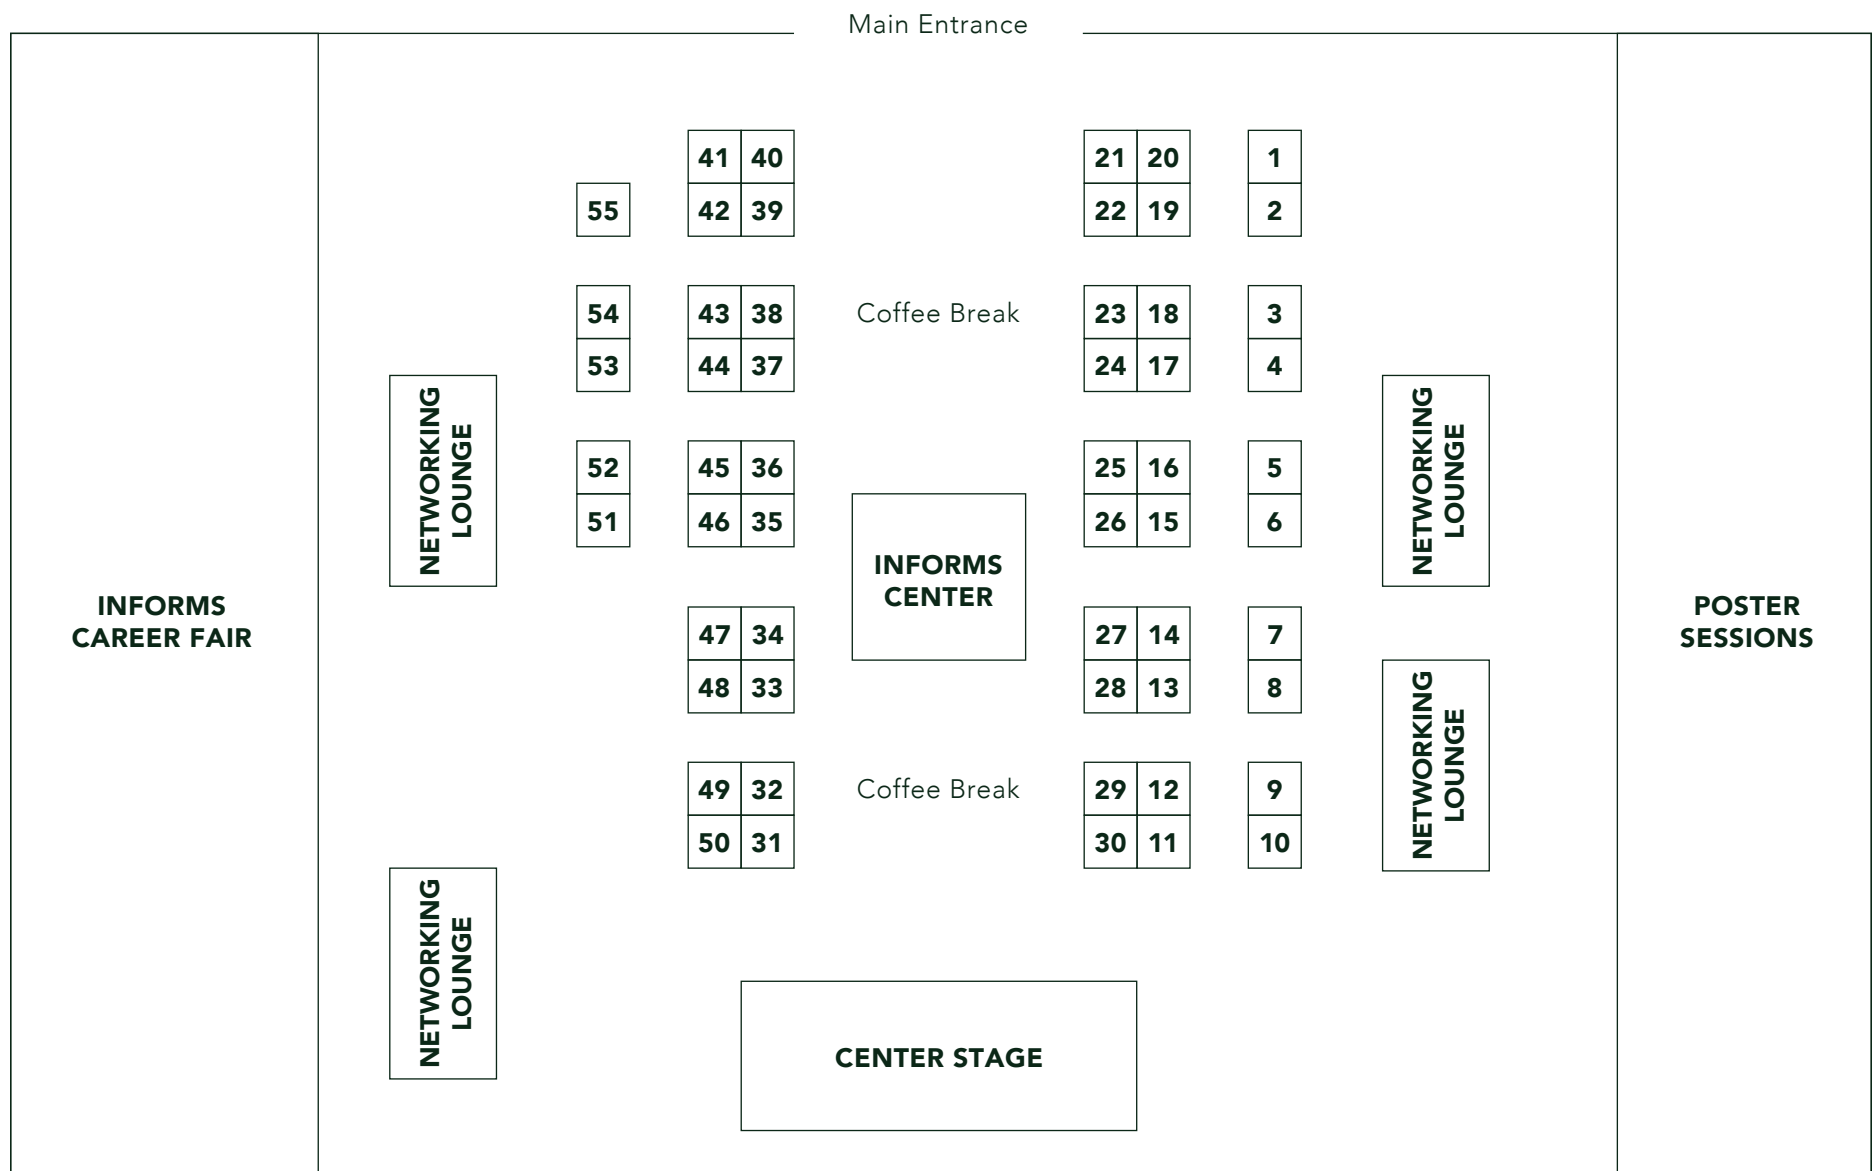 Main Entrance
41 40 21 20 1
55 42 39 22 19 2
54 43 38 Coffee Break 23 18 3
53 44 37 24 17 4
NETWORKING
LOUNGE
NETWORKING
LOUNGE
52 45 36 25 16 5
51 46 35 26 15 6
INFORMS
CENTER
INFORMS
CAREER FAIR
POSTER
SESSIONS
47 34 27 14 7
48 33 28 13 8
NETWORKING
LOUNGE
49 32 Coffee Break 29 12 9
50 31 30 11 10
NETWORKING
LOUNGE
CENTER STAGE